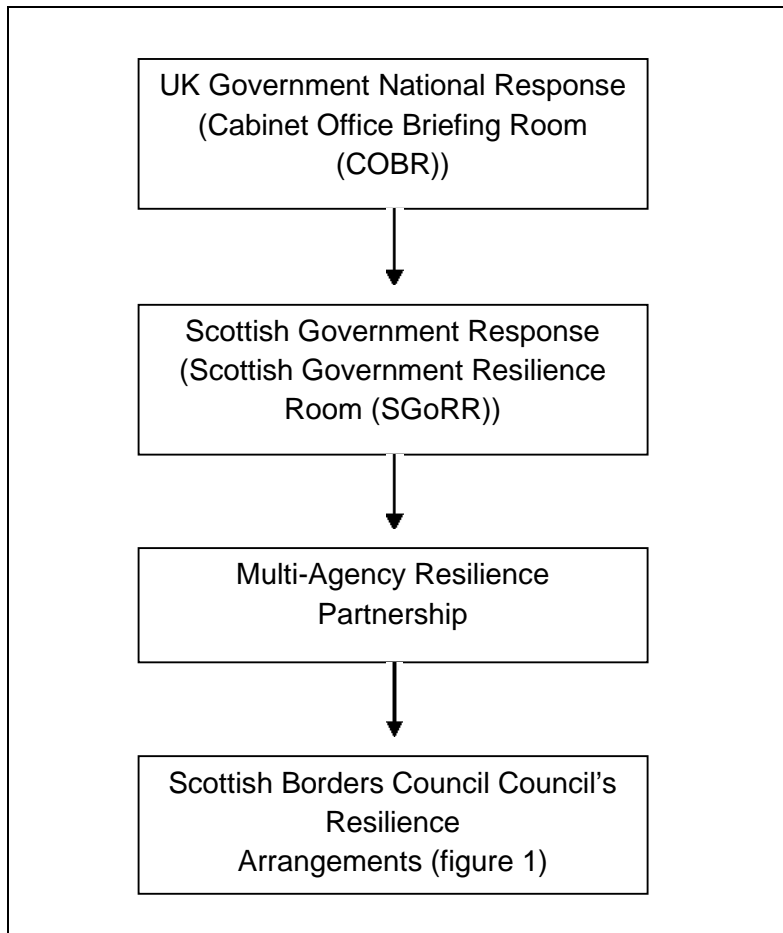 UK Government National Response
(Cabinet Office Briefing Room
(COBR))
Scottish Government Response
(Scottish Government Resilience
Room (SGoRR))
Multi-Agency Resilience
Partnership
Scottish Borders Council Council’s
Resilience
Arrangements (figure 1)